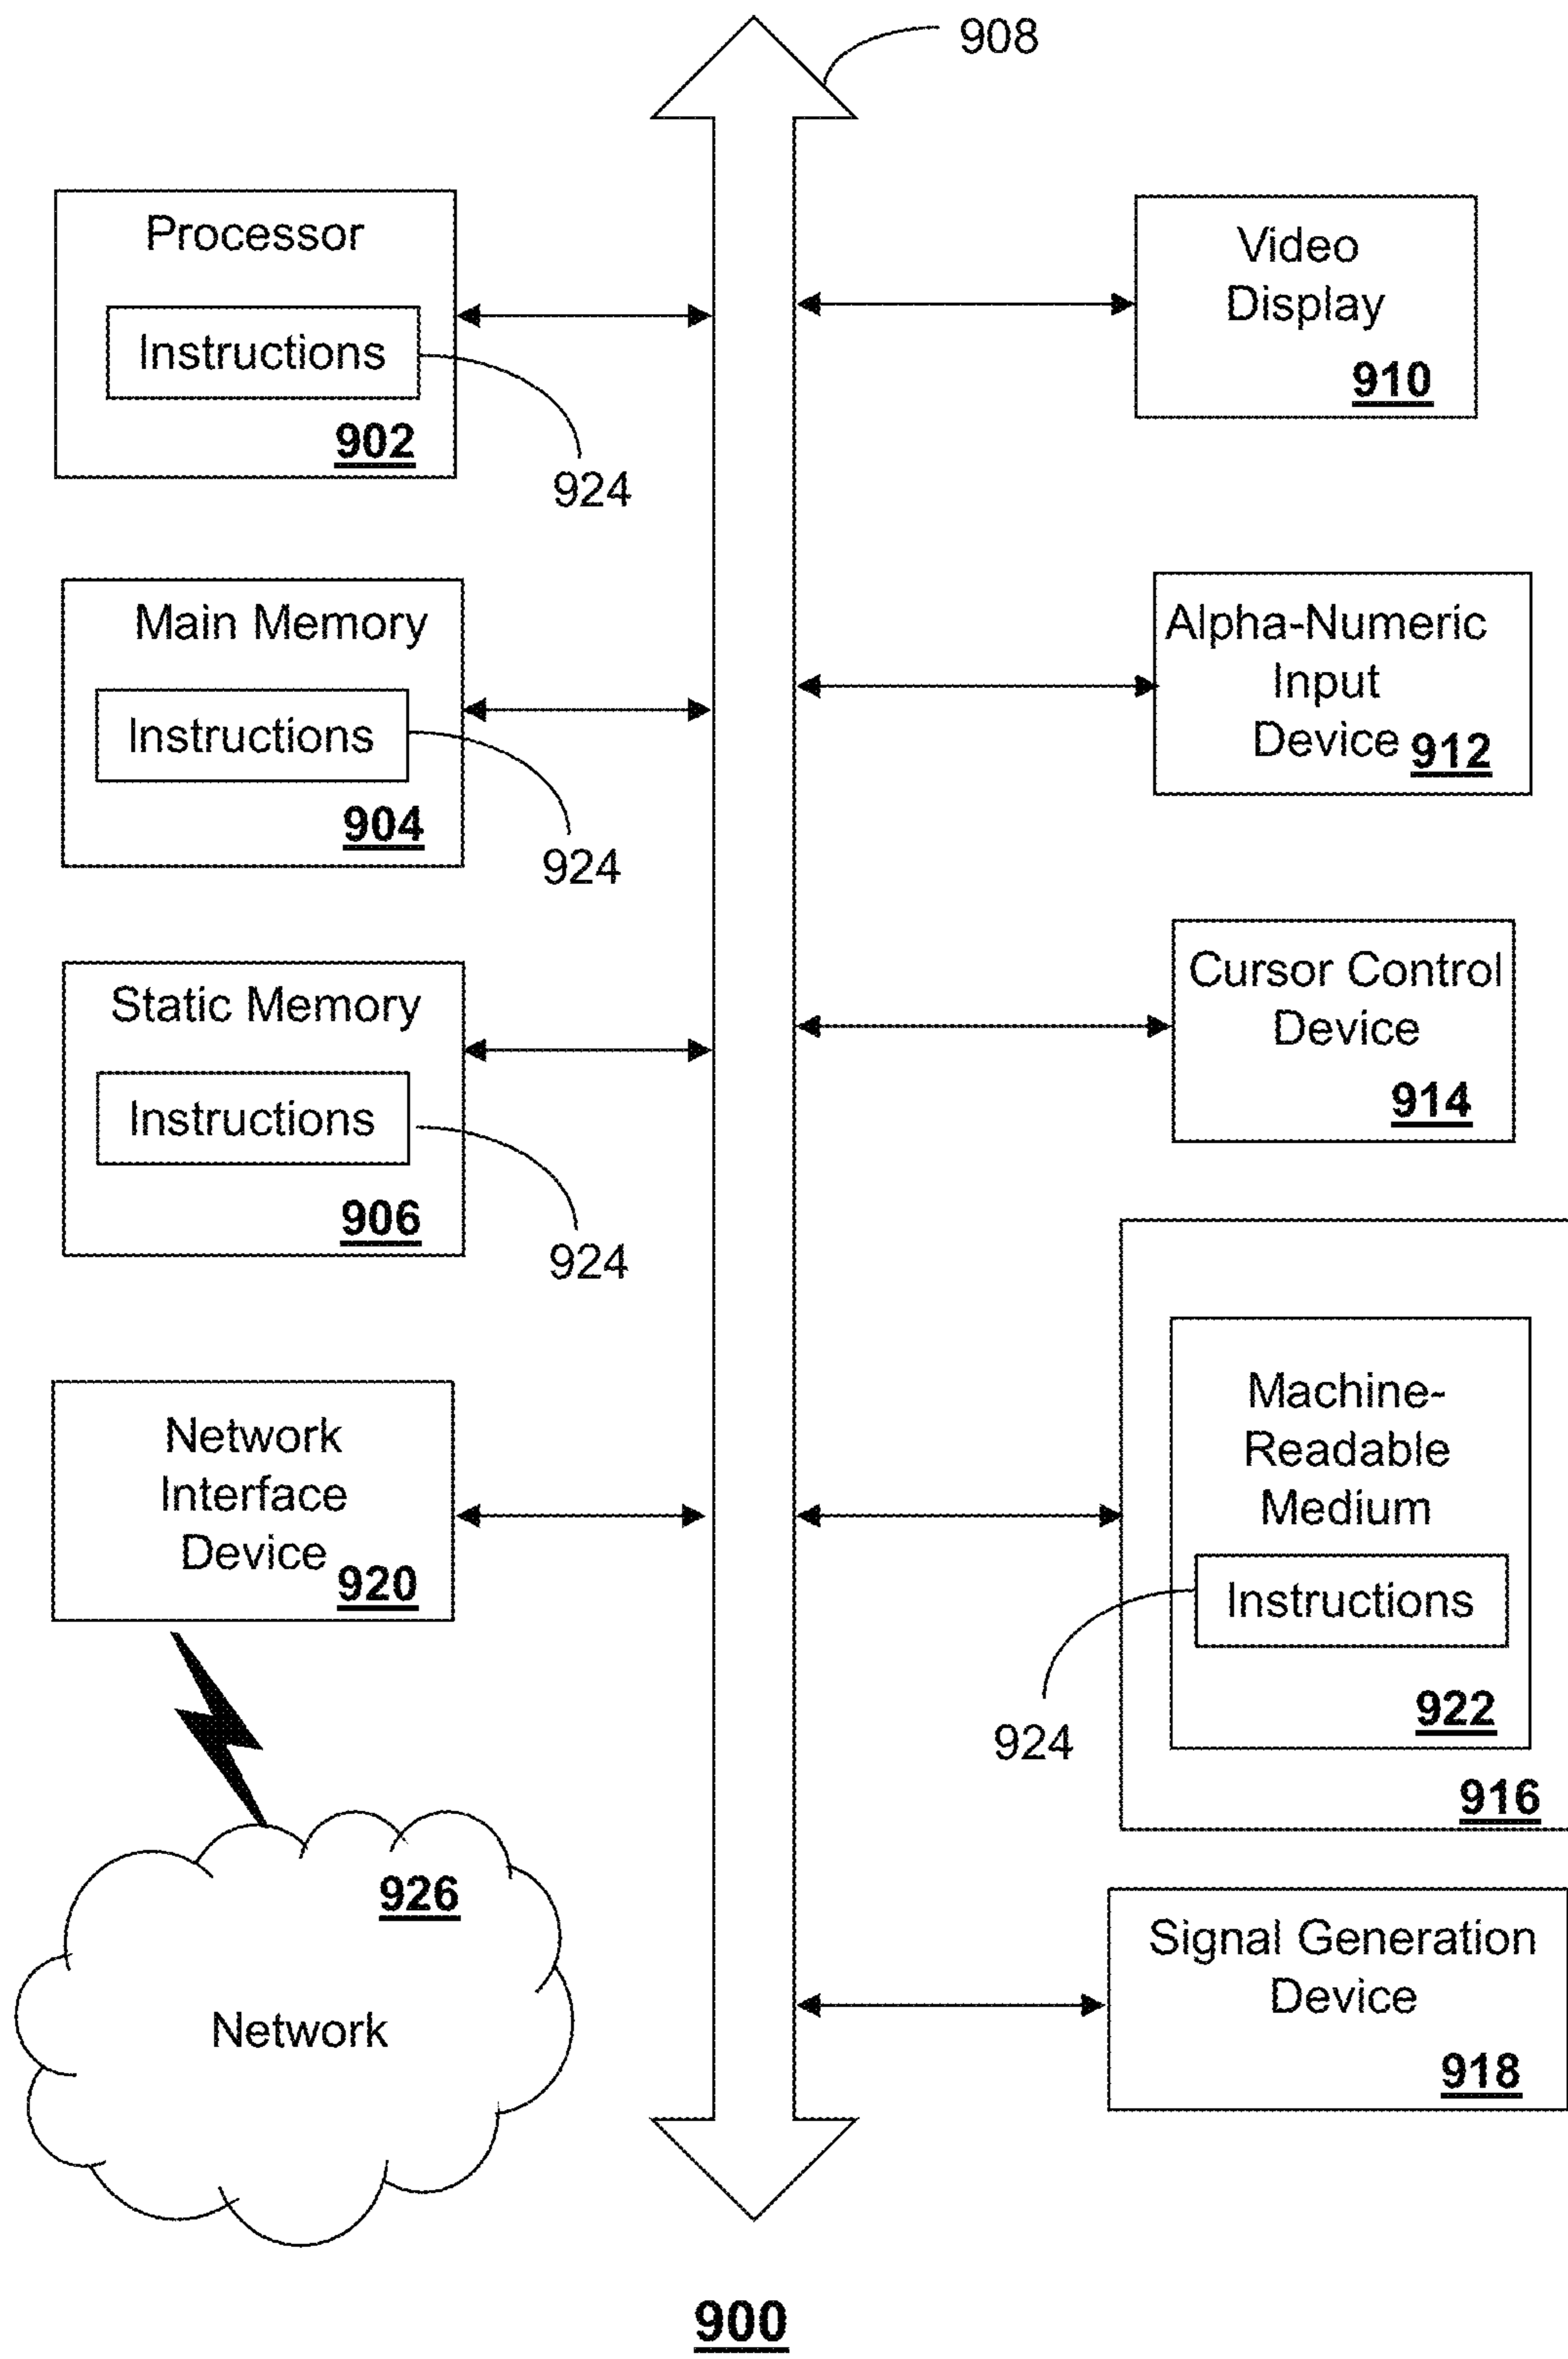 908
Processor
Instructions
902
924
Main Memory
Instructions
904
924
Static Memory
Instructions
906
924
Network
Interface
Device
920
926
Network
Video
Display
910
Alpha-Numeric
Input
Device
912
Cursor Control
Device
914
Machine-
Readable
Medium
Instructions
922
924
916
Signal Generation
Device
918
900